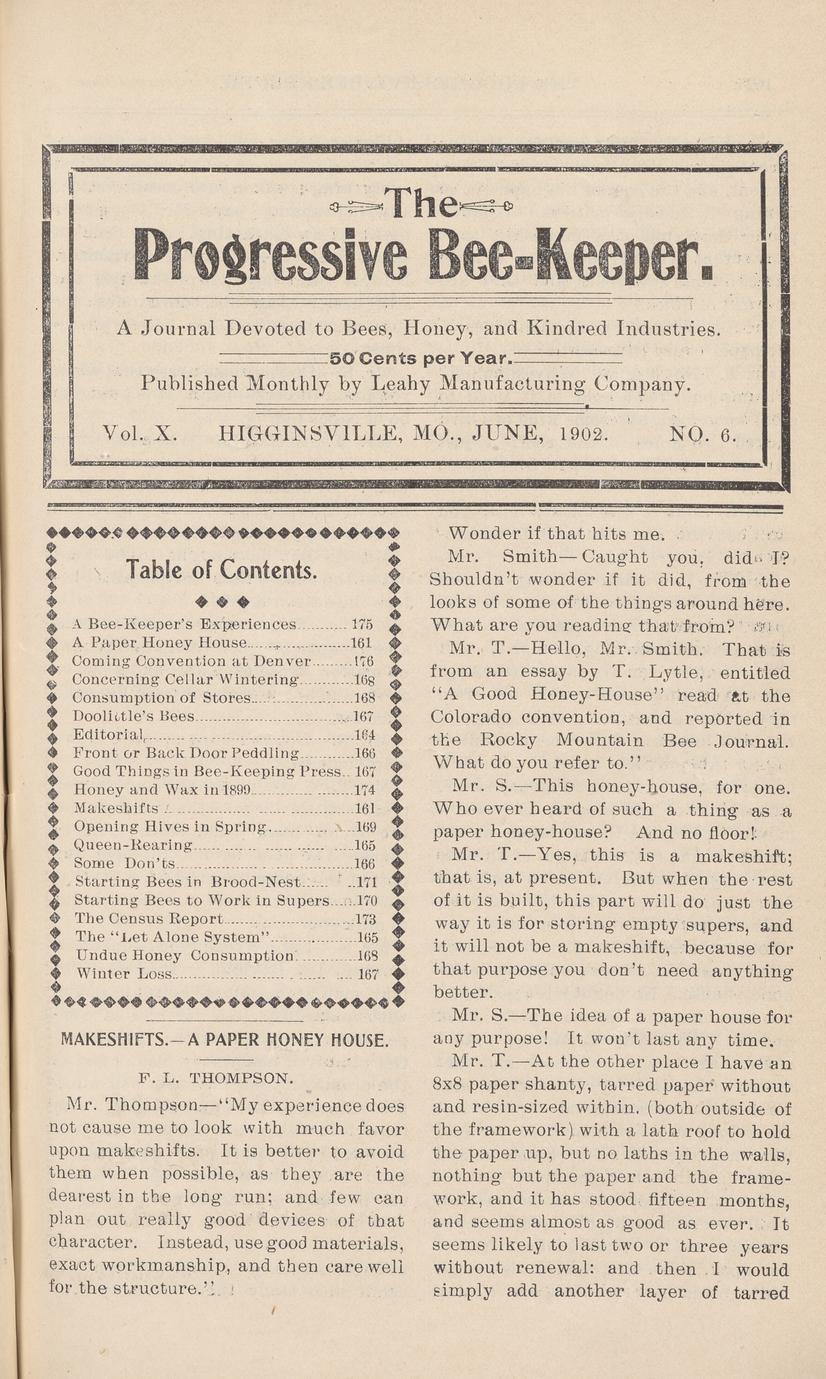 The
Progressive Bee-Keeper.
A Journal Devoted to Bees, Honey, and Kindred Industries.
50 Cents per Year.
Published Monthly by Leahy Manufacturing Company.
Vol. X. HIGGINSVILLE, MO., JUNE, 1902. NO. 6.
Table of Contents.
A Bee-Keeper's Experiences 175
A Paper Honey House 161
Coming Convention at Denver 176
Concerning Cellar Wintering 168
Consumption of Stores 168
Doolittle's Bees 167
Editorial 164
Front or Back Door Peddling 166
Good Things in Bee-Keeping Press 167
Honey and Wax in 1899 174
Makeshifts 161
Opening Hives in Spring 169
Queen-Rearing 165
Some Don'ts 166
Starting Bees in Brood-Nest 171
Starting Bees to Work in Supers 170
The Census Report 173
The "Let Alone System" 165
Undue Honey Consumption 168
Winter Loss 167
MAKESHIFTS.—A PAPER HONEY HOUSE.
F. L. THOMPSON.
Mr. Thompson—"My experience does
not cause me to look with much favor
upon makeshifts. It is better to avoid
them when possible, as they are the
dearest in the long run; and few can
plan out really good devices of that
character. Instead, use good materials,
exact workmanship, and then care well
for the structure."
Wonder if that hits me.
Mr. Smith—Caught you, did I?
Shouldn't wonder if it did, from the
looks of some of the things around here.
What are you reading that from?
Mr. T.—Hello, Mr. Smith. That is
from an essay by T. Lytle, entitled
"A Good Honey-House" read at the
Colorado convention, and reported in
the Rocky Mountain Bee Journal.
What do you refer to."
Mr. S.—This honey-house, for one.
Who ever heard of such a thing as a
paper honey-house? And no floor!
Mr. T.—Yes, this is a makeshift;
that is, at present. But when the rest
of it is built, this part will do just the
way it is for storing empty supers, and
it will not be a makeshift, because for
that purpose you don't need anything
better.
Mr. S.—The idea of a paper house for
any purpose! It won't last any time.
Mr. T.—At the other place I have an
8x8 paper shanty, tarred paper without
and resin-sized within. (both outside of
the framework) with a lath roof to hold
the paper up, but no laths in the walls,
nothing but the paper and the frame-
work, and it has stood fifteen months,
and seems almost as good as ever. It
seems likely to last two or three years
without renewal: and then I would
simply add another layer of tarred